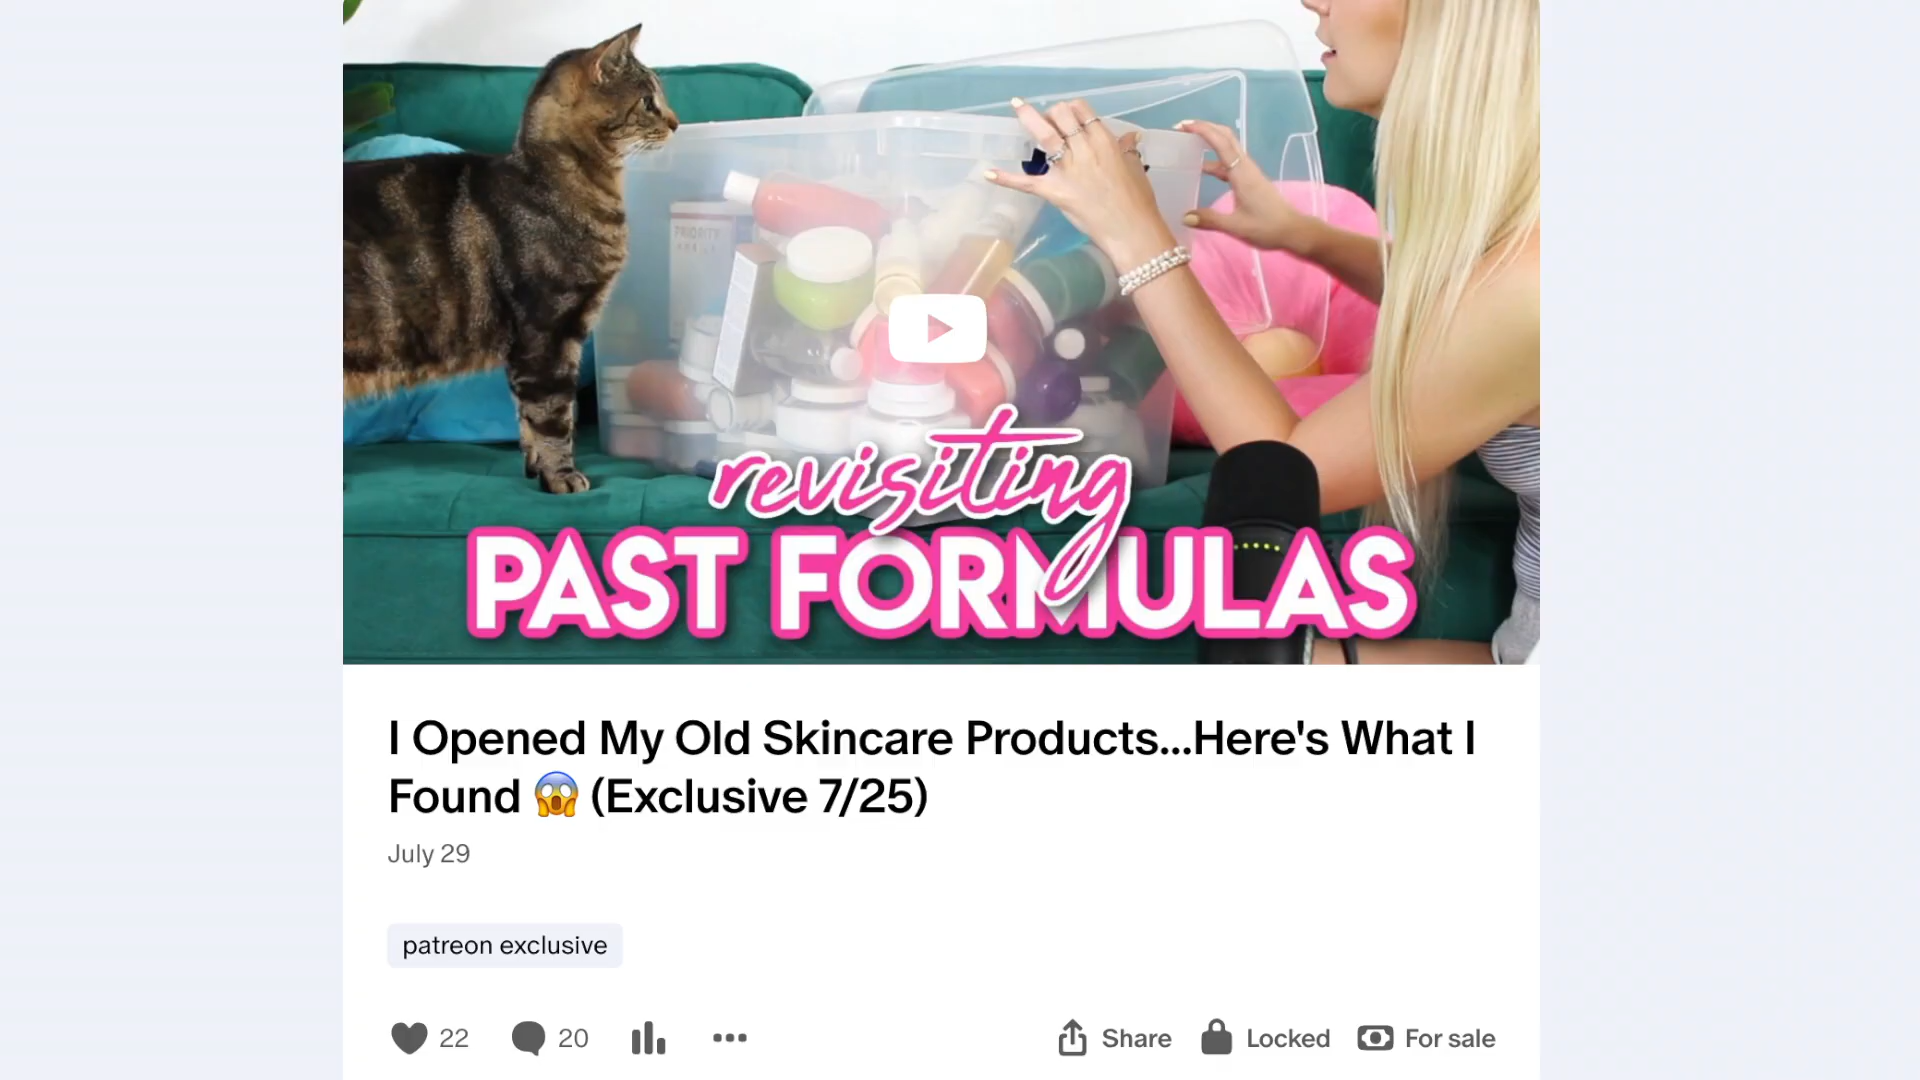 PRIORITY
revisiting
PAST FORMULAS
I Opened My Old Skincare Products...Here's What I
Found 😱 (Exclusive 7/25)
July 29
patreon exclusive
22 20 Share Locked For sale